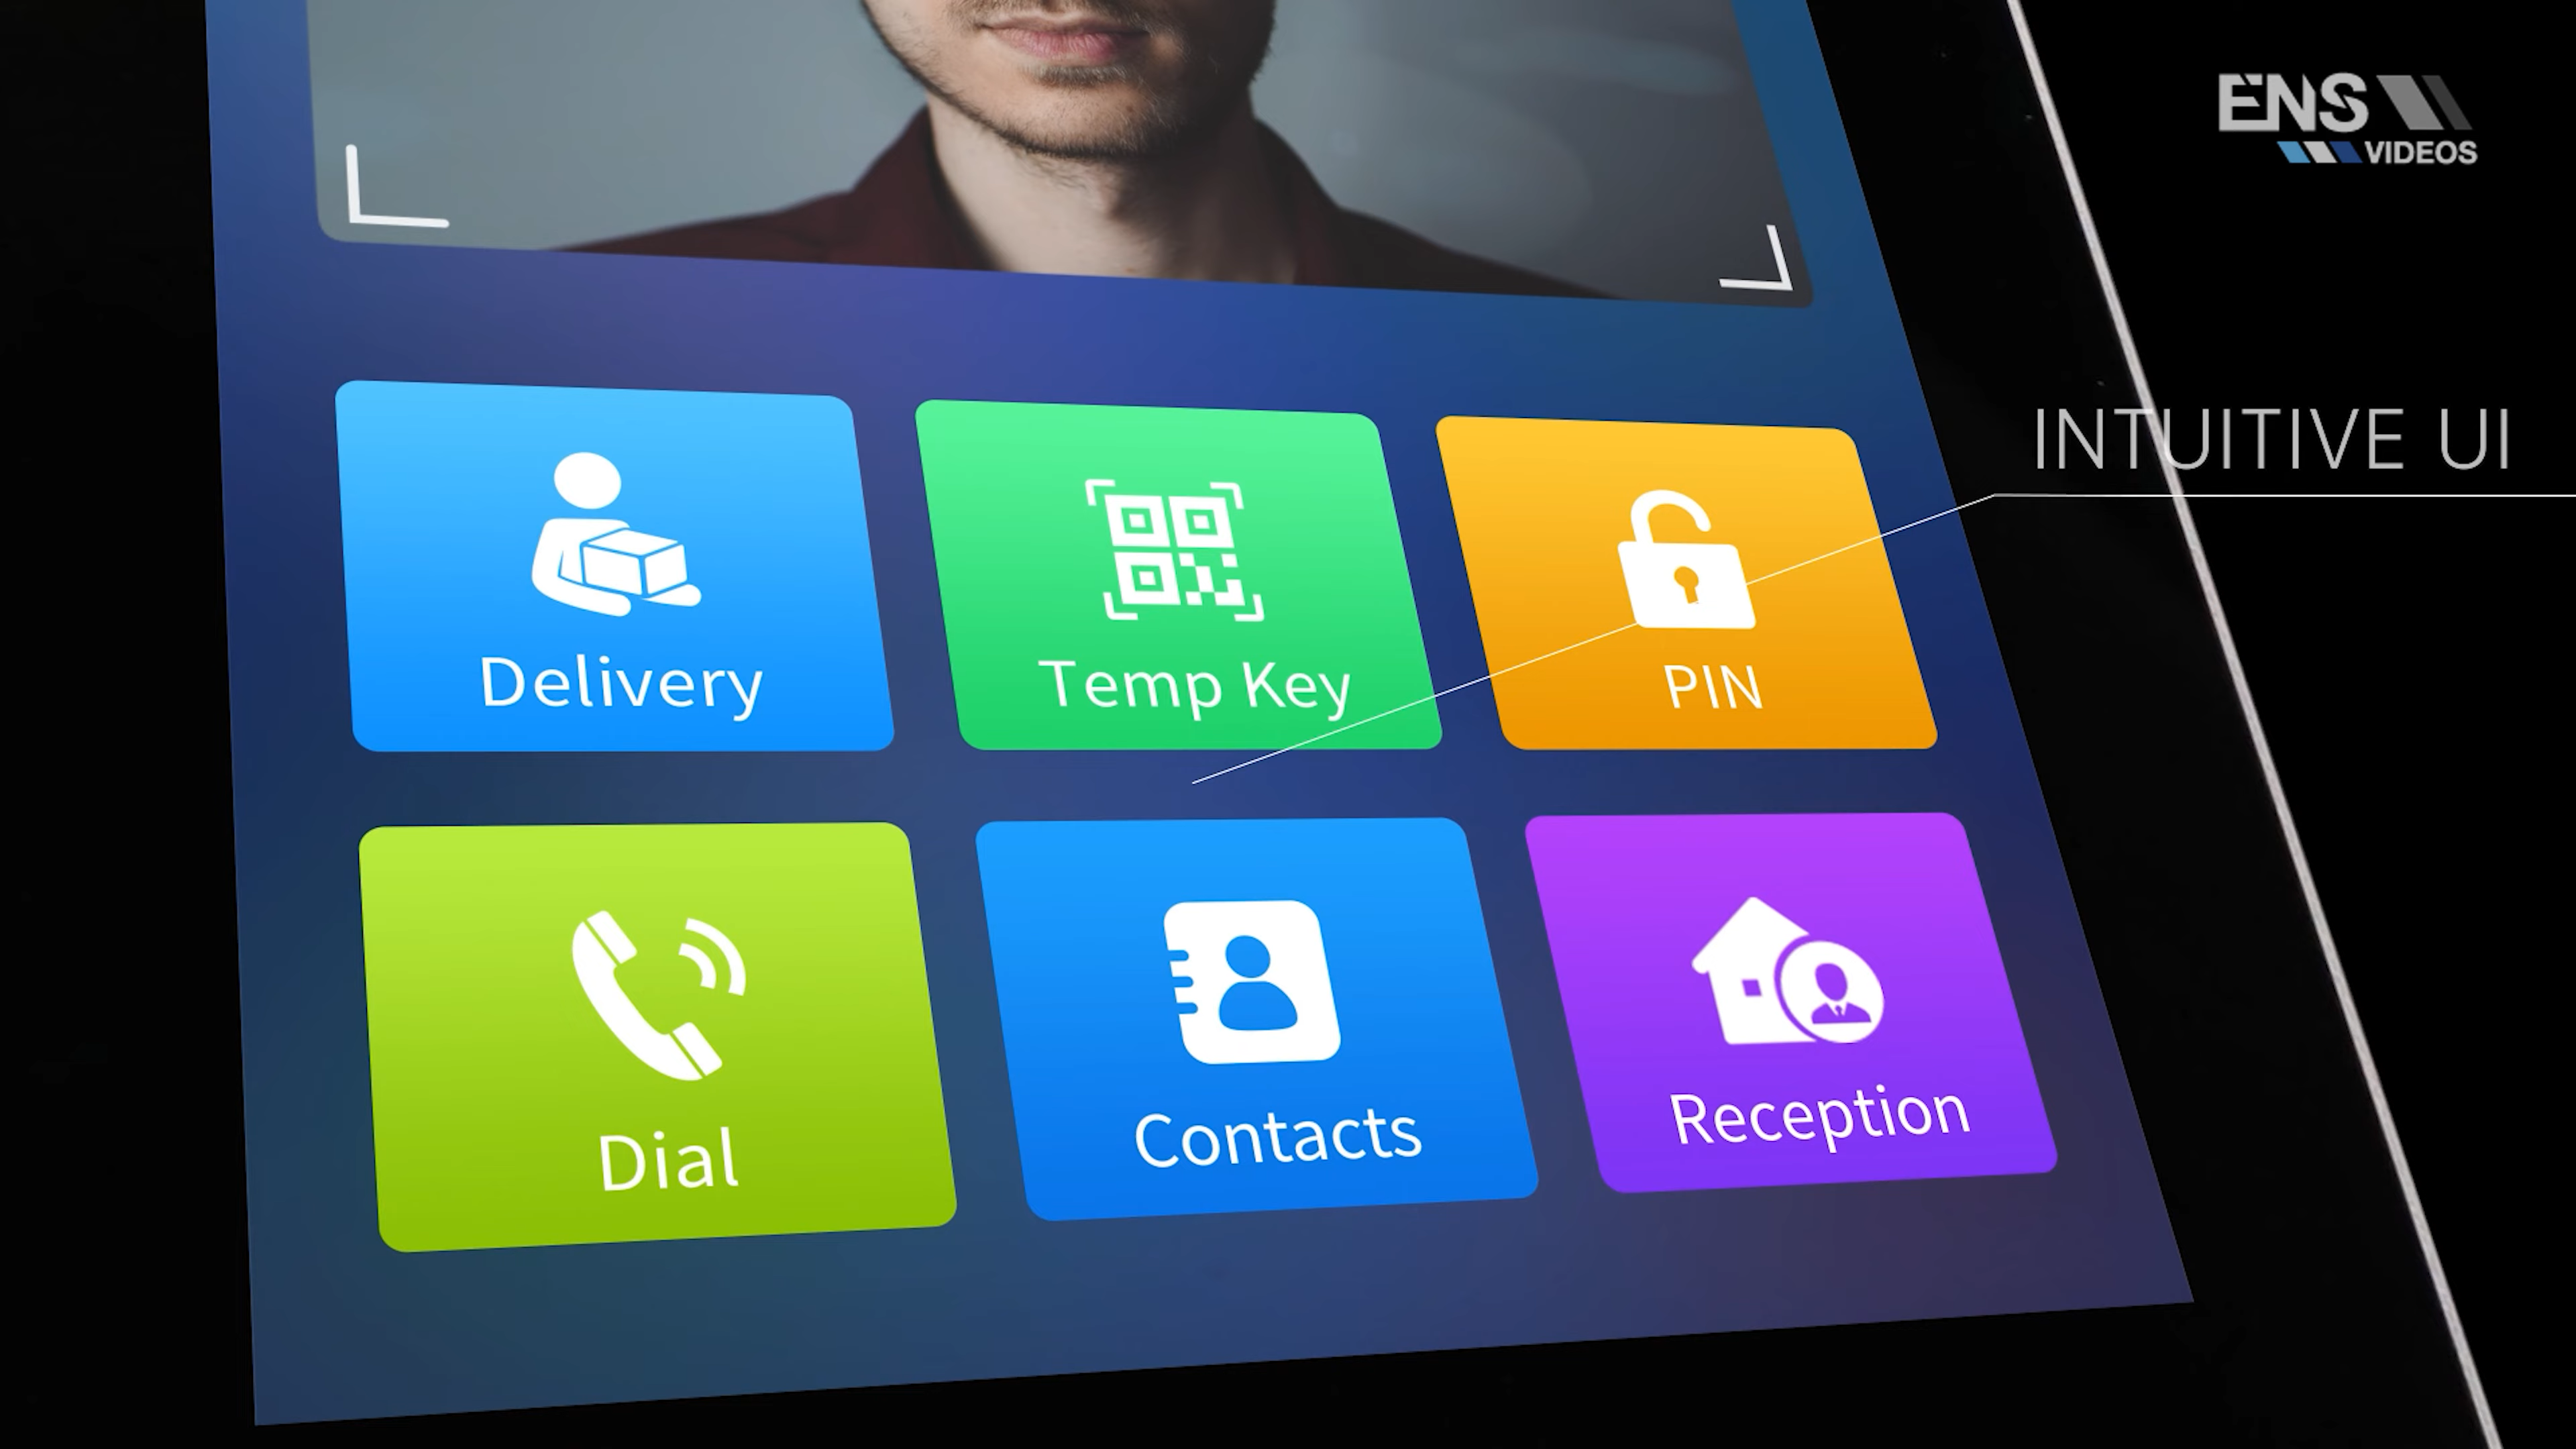 ENS
VIDEOS
INTUITIVE UI
Delivery
Temp Key
PIN
Dial
Contacts
Reception